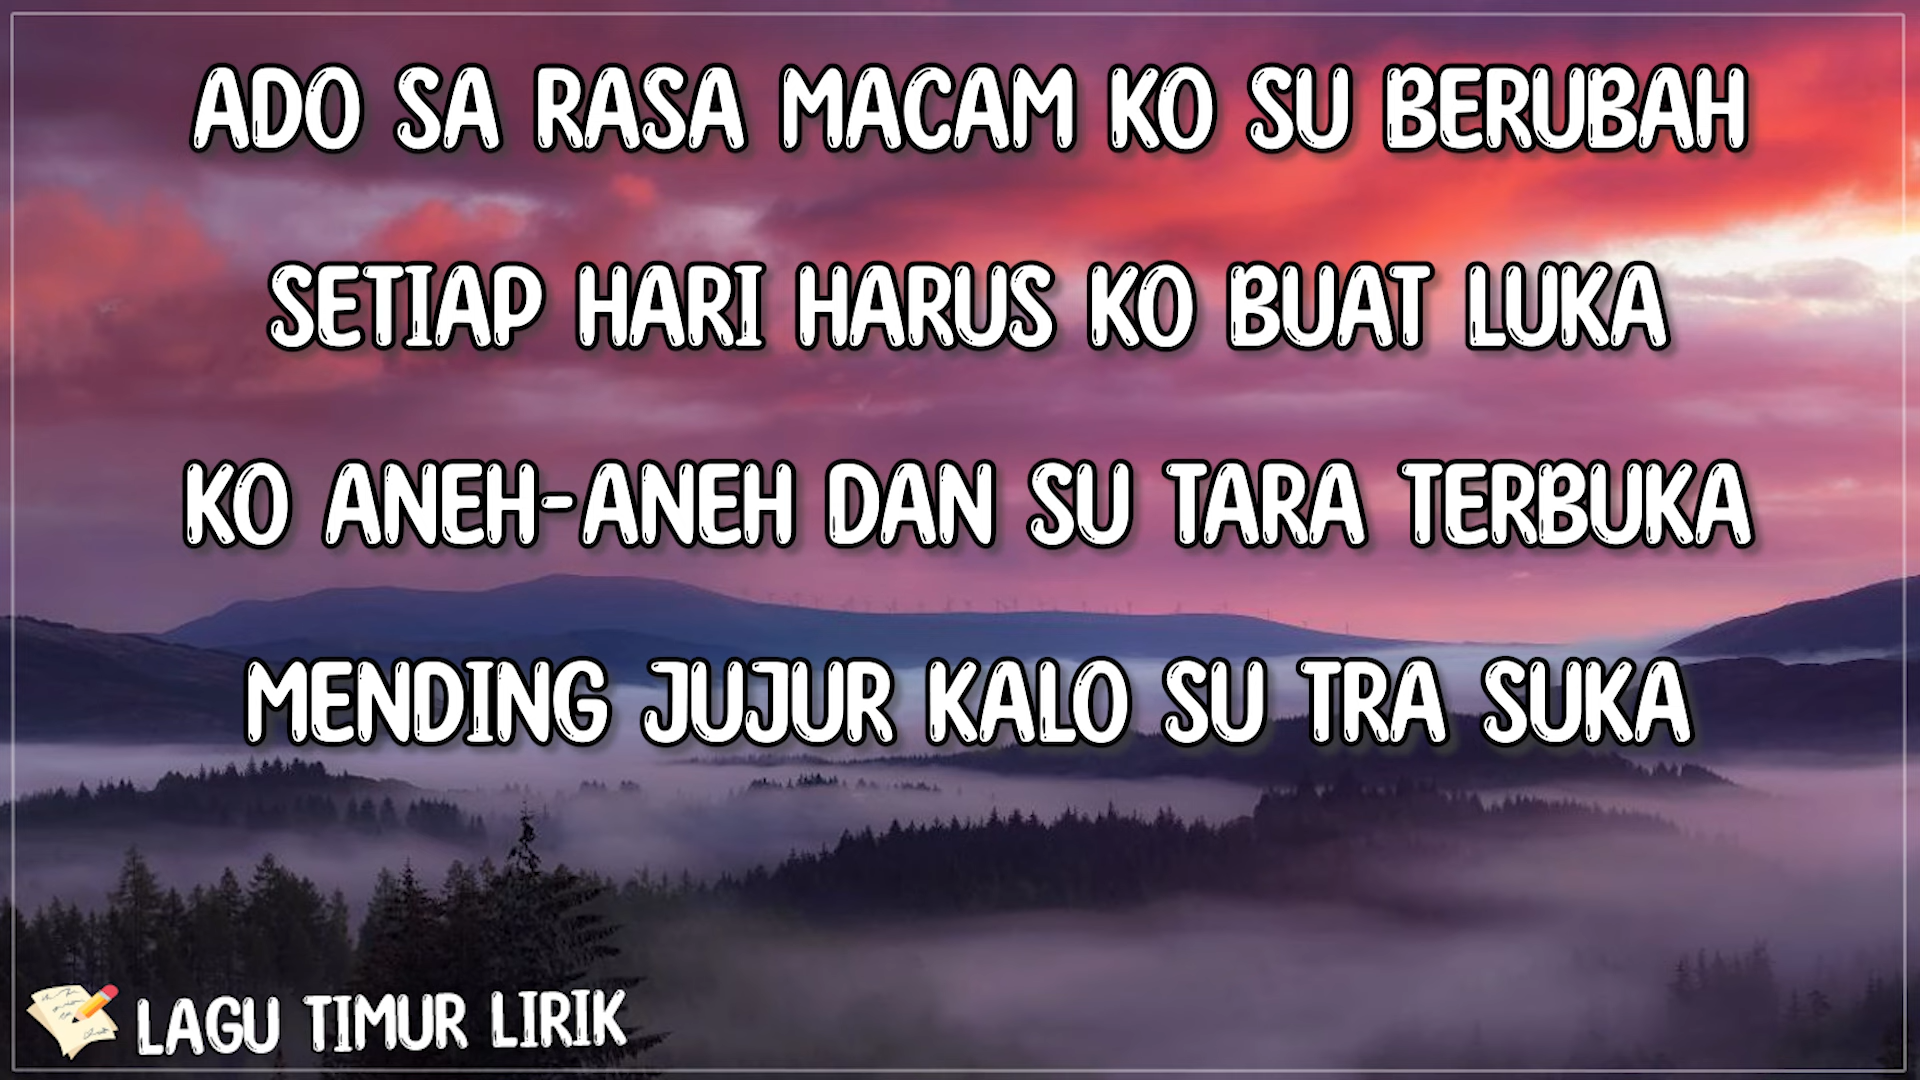 ADO SA RASA MACAM KO SU BERUBAH
SETIAP HARI HARUS KO BUAT LUKA
KO ANEH-ANEH DAN SU TARA TERBUKA
MENDING JUJUR KALO SU TRA SUKA
LAGU TIMUR LIRIK